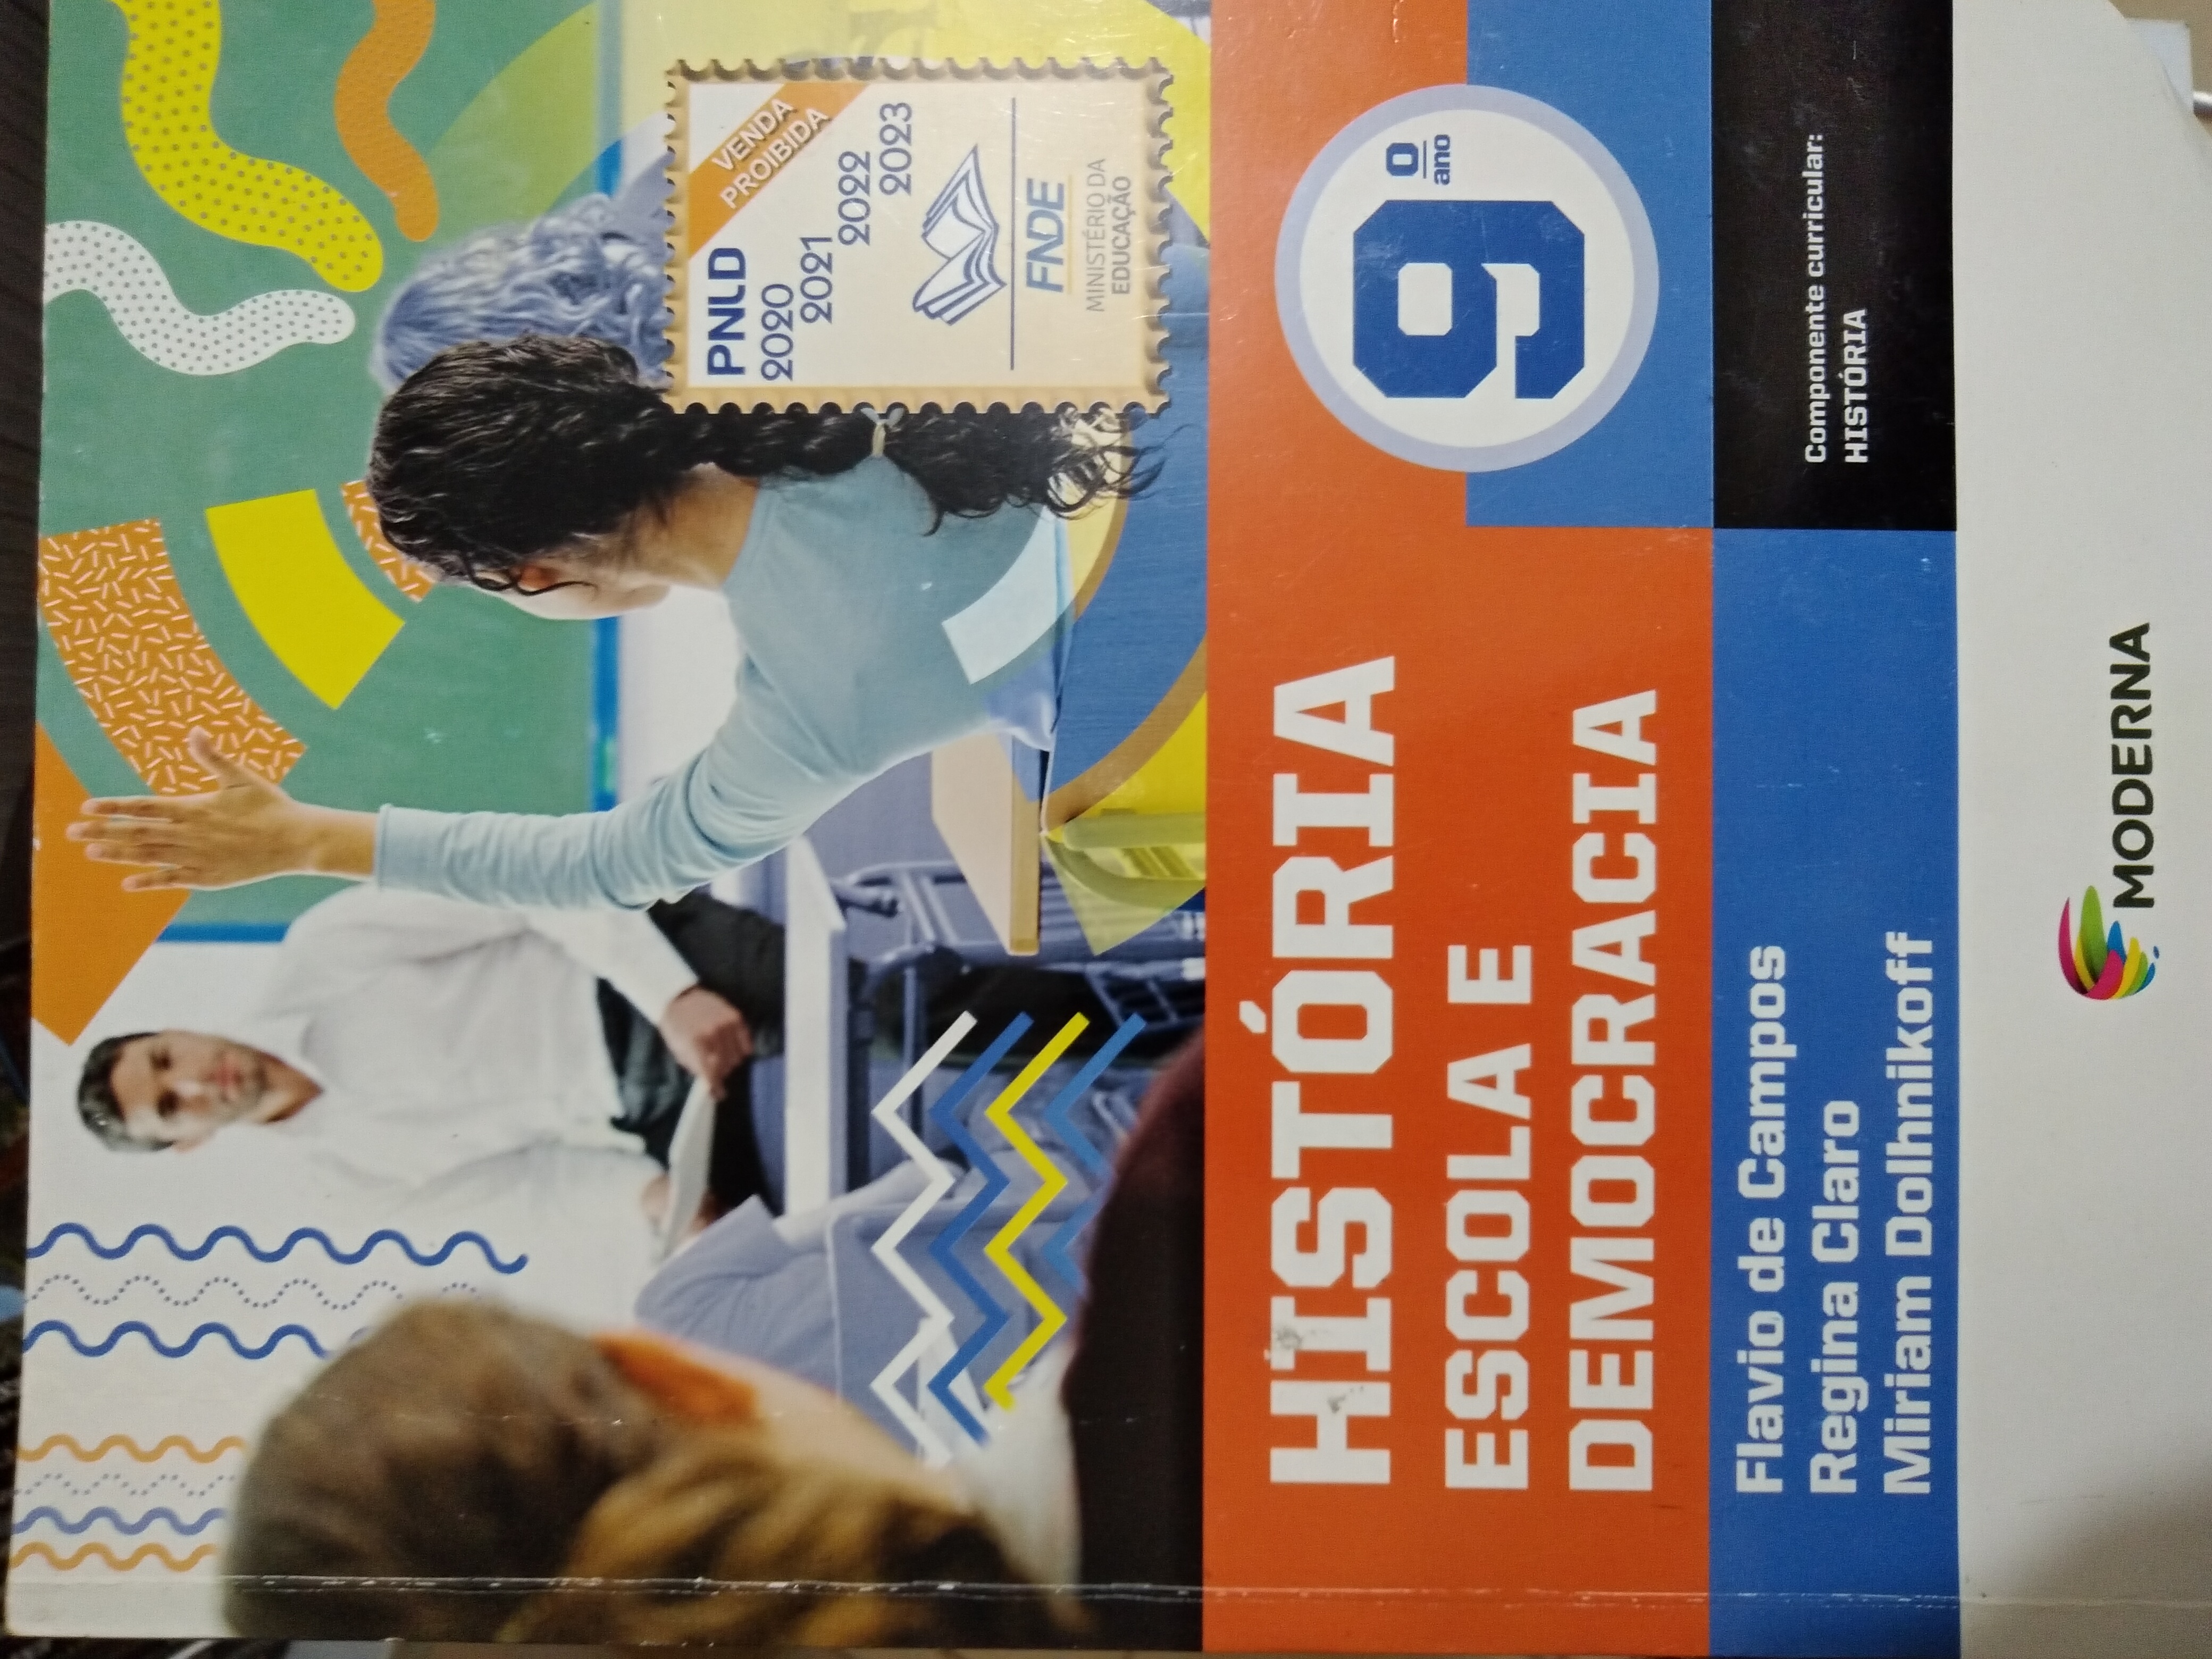 PNLD
VENDA
PROIBIDA
2020
2021
2022
2023
FNDE
MINISTÉRIO DA
EDUCAÇÃO
HISTÓRIA
ESCOLA E
DEMOCRACIA
9º
ano
Flavio de Campos
Regina Claro
Miriam Dolhnikoff
Componente curricular:
HISTÓRIA
MODERNA